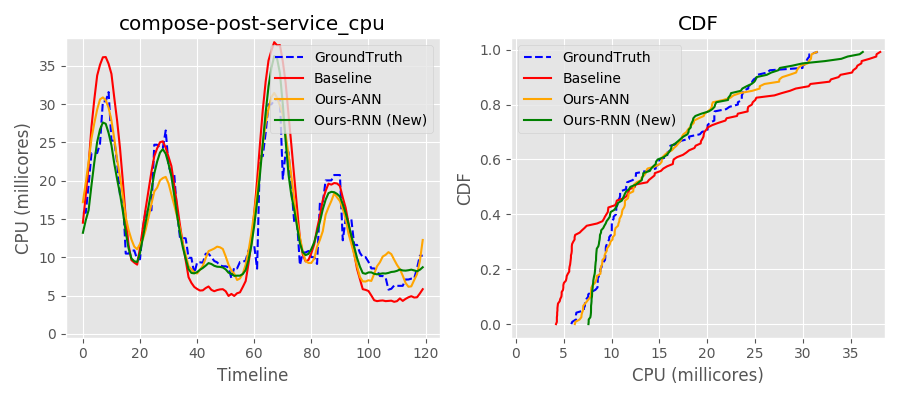 compose-post-service_cpu
CPU (millicores)
35
30
25
20
15
10
5
0
GroundTruth
Baseline
Ours-ANN
Ours-RNN (New)
0 20 40 60 80 100 120
Timeline
CDF
CDF
1.0
0.8
0.6
0.4
0.2
0.0
GroundTruth
Baseline
Ours-ANN
Ours-RNN (New)
0 5 10 15 20 25 30 35
CPU (millicores)